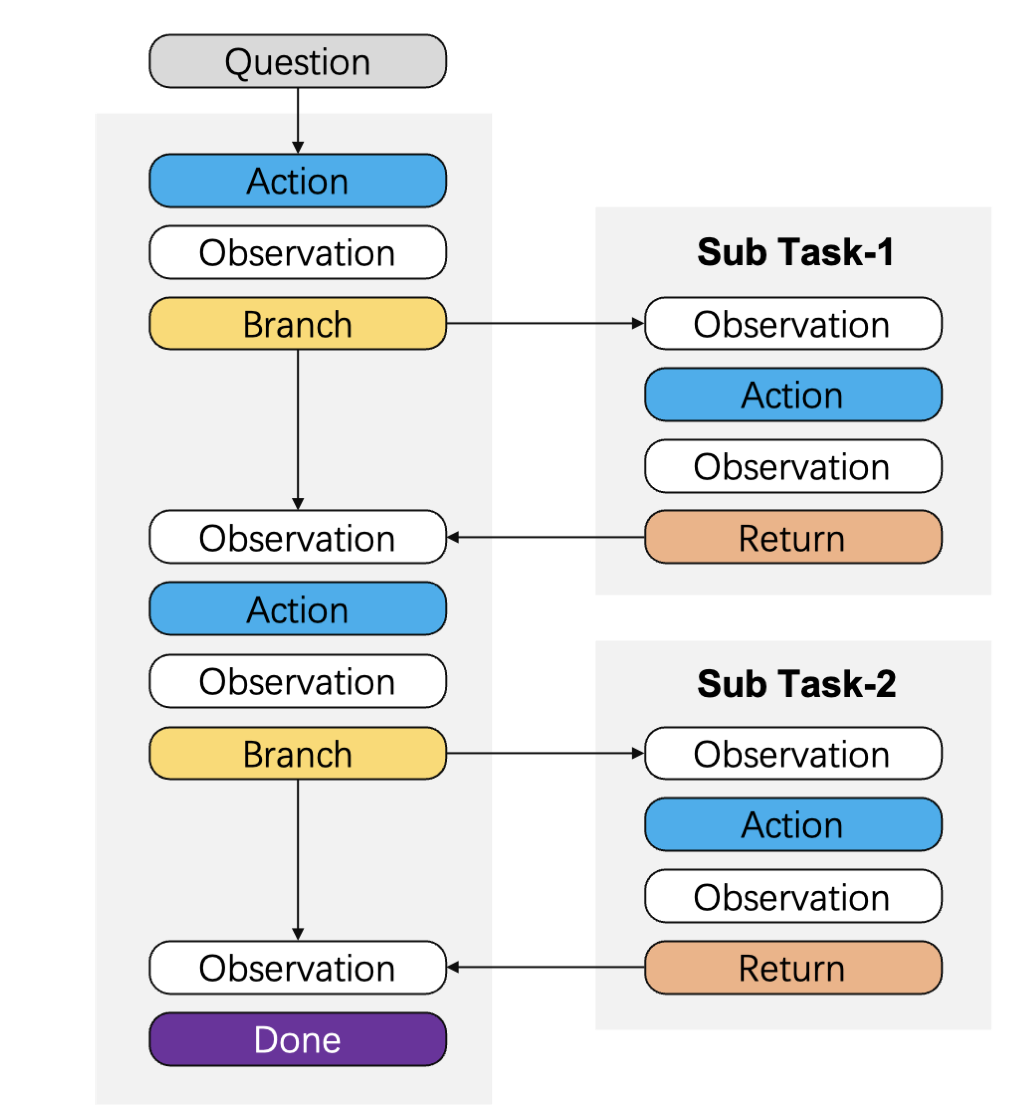 Question
Action
Observation
Branch
Observation
Action
Observation
Branch
Observation
Done
Sub Task-1
Observation
Action
Observation
Return
Sub Task-2
Observation
Action
Observation
Return